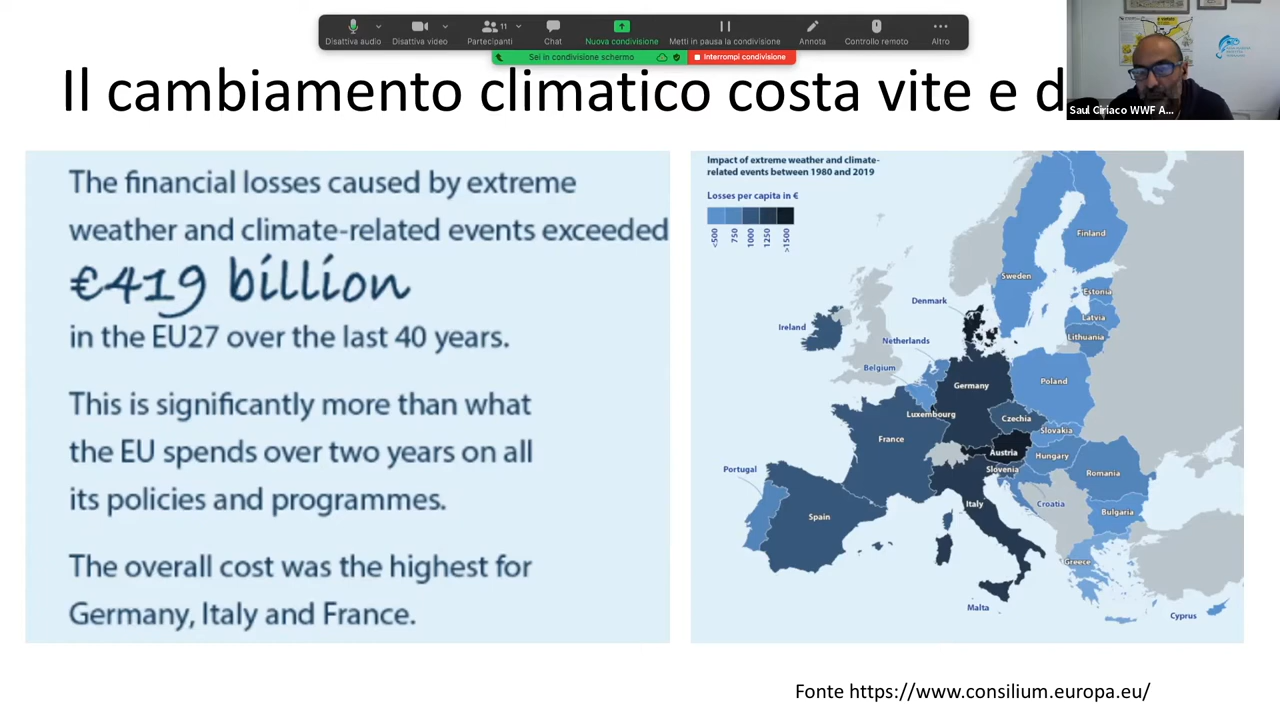 Disattiva audio
Disattiva video
Partecipanti
11
Chat
Nuova condivisione
Metti in pausa la condivisione
Annota
Controllo remoto
Altro
Sei in condivisione schermo
Interrompi condivisione
Saul Ciriaco WWF A...
Il cambiamento climatico costa vite e d
The financial losses caused by extreme
weather and climate-related events exceeded
€419 billion
in the EU27 over the last 40 years.
This is significantly more than what
the EU spends over two years on all
its policies and programmes.
The overall cost was the highest for
Germany, Italy and France.
Impact of extreme weather and climate-
related events between 1980 and 2019
Losses per capita in €
<500
750
1000
1250
>1500
Finland
Sweden
Estonia
Denmark
Latvia
Ireland
Lithuania
Netherlands
Belgium
Poland
Germany
Luxembourg
Czechia
Slovakia
France
Austria
Hungary
Portugal
Slovenia
Romania
Italy
Croatia
Bulgaria
Spain
Greece
Malta
Cyprus
Fonte https://www.consilium.europa.eu/